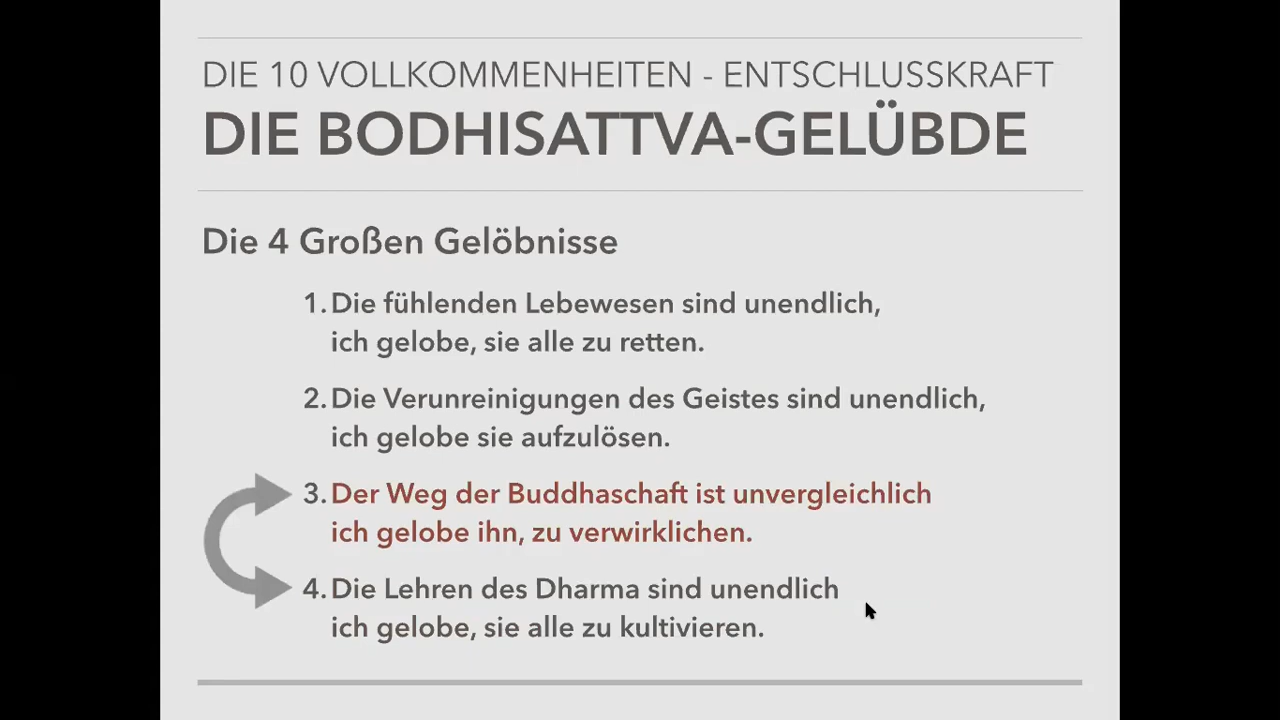 DIE 10 VOLLKOMMENHEITEN - ENTSCHLUSSKRAFT
DIE BODHISATTVA-GELÜBDE
Die 4 Großen Gelöbnisse
1. Die fühlenden Lebewesen sind unendlich,
ich gelobe, sie alle zu retten.
2. Die Verunreinigungen des Geistes sind unendlich,
ich gelobe sie aufzulösen.
3. Der Weg der Buddhaschaft ist unvergleichlich
ich gelobe ihn, zu verwirklichen.
4. Die Lehren des Dharma sind unendlich
ich gelobe, sie alle zu kultivieren.